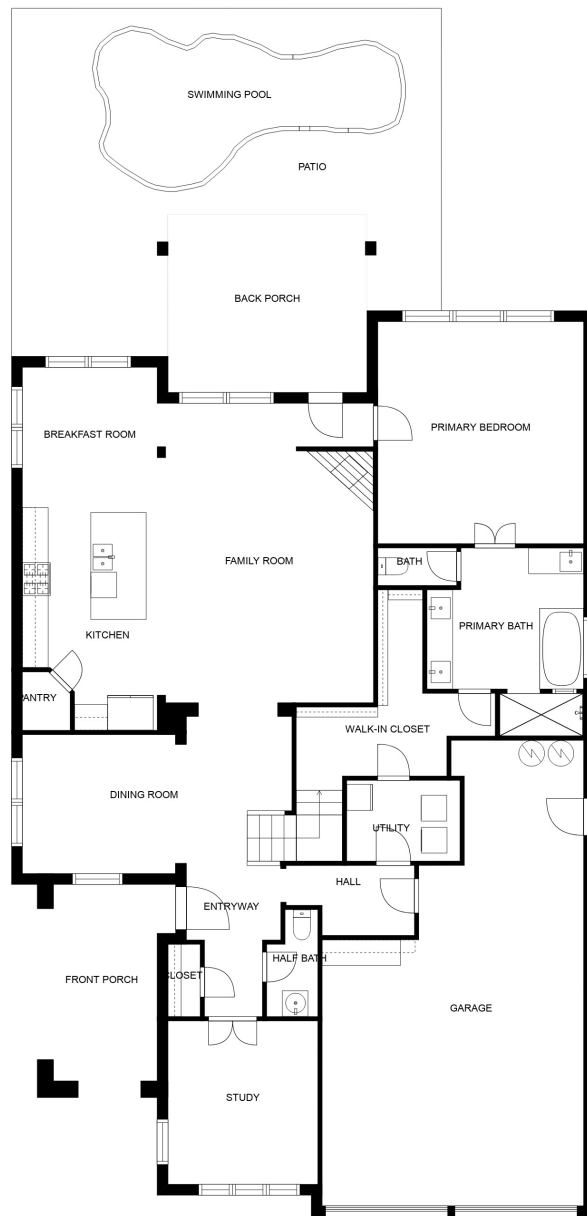 SWIMMING POOL
PATIO
BACK PORCH
BREAKFAST ROOM
PRIMARY BEDROOM
FAMILY ROOM
BATH
KITCHEN
PRIMARY BATH
PANTRY
WALK-IN CLOSET
DINING ROOM
UTILITY
HALL
ENTRYWAY
HALF BATH
CLOSET
FRONT PORCH
GARAGE
STUDY